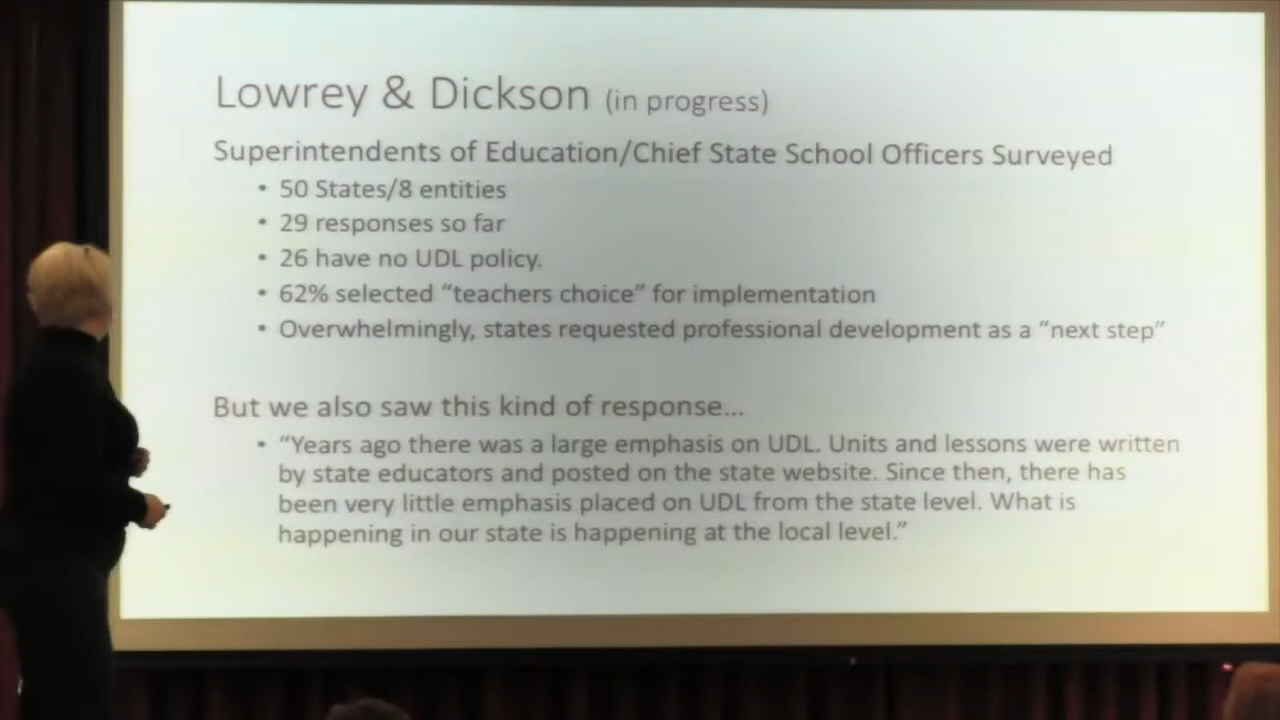 Lowrey & Dickson (in progress)
Superintendents of Education/Chief State School Officers Surveyed
• 50 States/8 entities
• 29 responses so far
• 26 have no UDL policy.
• 62% selected “teachers choice” for implementation
• Overwhelmingly, states requested professional development as a “next step”
But we also saw this kind of response…
• “Years ago there was a large emphasis on UDL. Units and lessons were written
by state educators and posted on the state website. Since then, there has
been very little emphasis placed on UDL from the state level. What is
happening in our state is happening at the local level.”